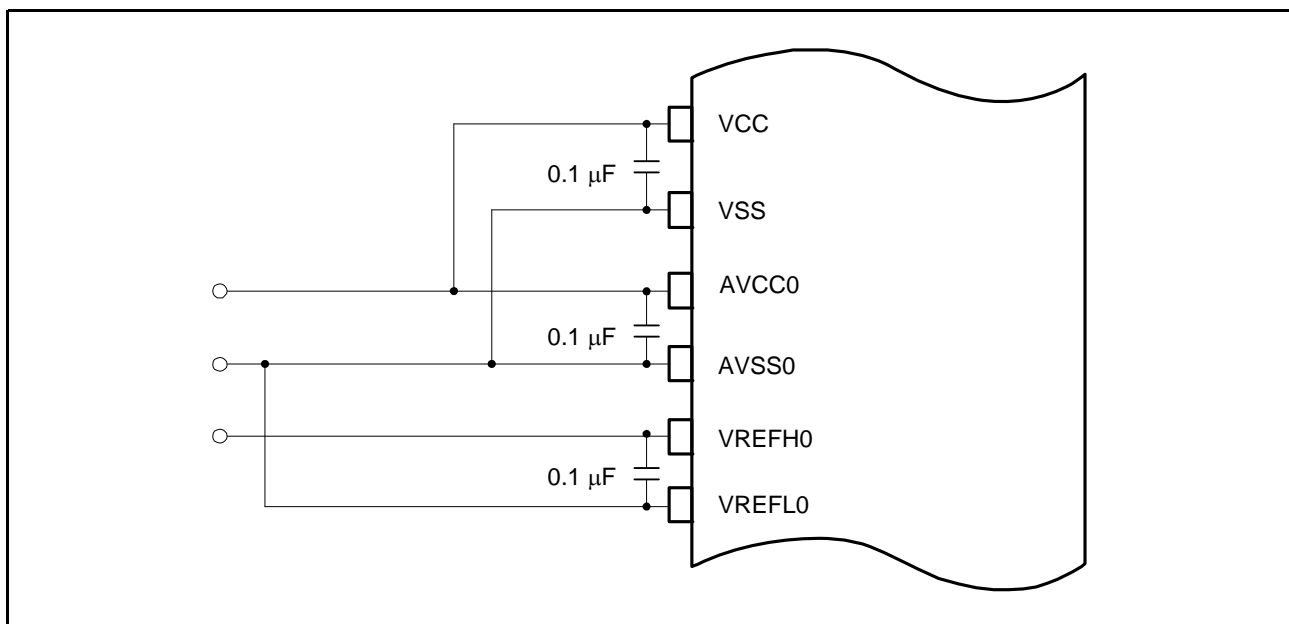 VCC
0.1 μF
VSS
AVCC0
0.1 μF
AVSS0
VREFH0
0.1 μF
VREFL0